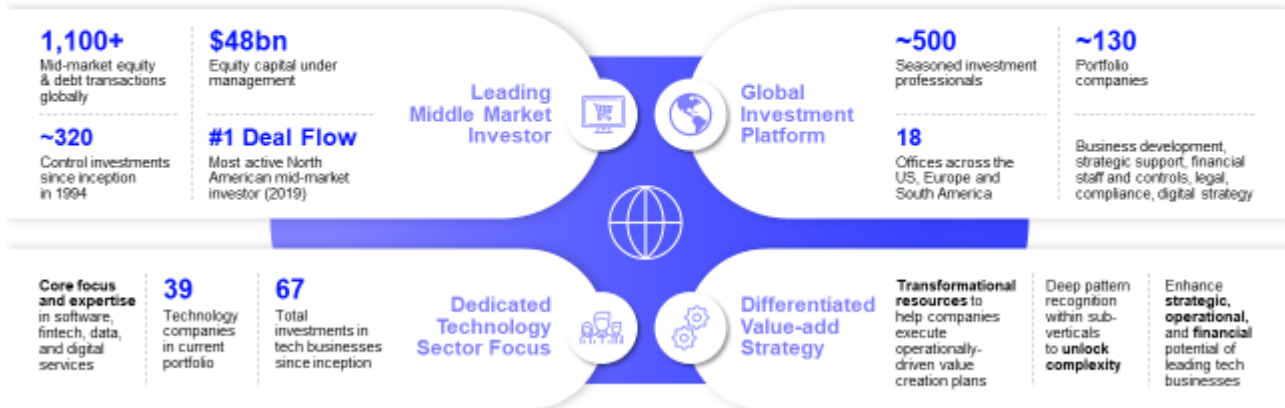 1,100+
Mid-market equity
& debt transactions
globally
$48bn
Equity capital under
management
~320
Control investments
since inception
in 1994
#1 Deal Flow
Most active North
American mid-market
investor (2019)
Leading
Middle Market
Investor
Global
Investment
Platform
~500
Seasoned investment
professionals
~130
Portfolio
companies
18
Offices across the
US, Europe and
South America
Business development,
strategic support, financial
staff and controls, legal,
compliance, digital strategy
Core focus
and expertise
in software,
fintech, data,
and digital
services
39
Technology
companies
in current
portfolio
67
Total
investments in
tech businesses
since inception
Dedicated
Technology
Sector Focus
Differentiated
Value-add
Strategy
Transformational
resources to
help companies
execute
operationally-
driven value
creation plans
Deep pattern
recognition
within sub-
verticals
to unlock
complexity
Enhance
strategic,
operational,
and financial
potential of
leading tech
businesses